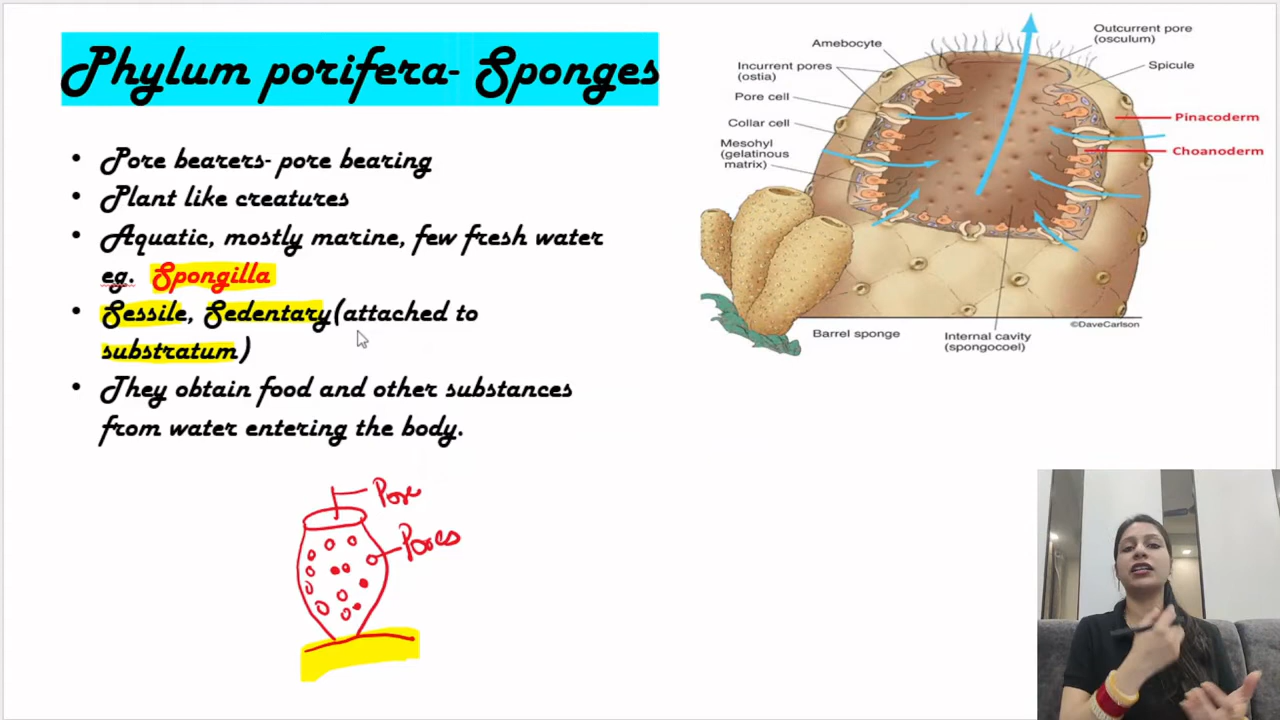 Phylum porifera- Sponges
• Pore bearers- pore bearing
• Plant like creatures
• Aquatic, mostly marine, few fresh water
eg. Spongilla
• Sessile, Sedentary(attached to
substratum)
• They obtain food and other substances
from water entering the body.
Pore
Pores
Amebocyte
Incurrent pores
(ostia)
Pore cell
Collar cell
Mesohyl
(gelatinous
matrix)
Outcurrent pore
(osculum)
Spicule
Pinacoderm
Choanoderm
Barrel sponge
Internal cavity
(spongocoel)
©DaveCarlson